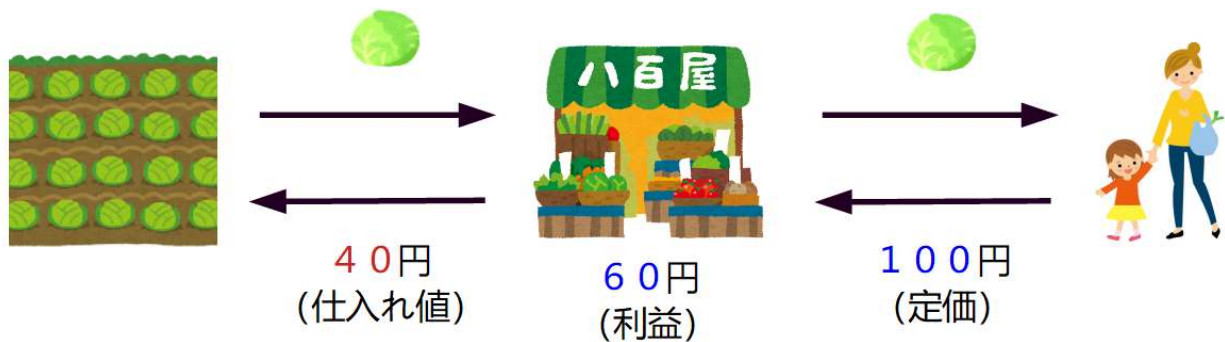 八百屋
４０円
(仕入れ値)
６０円
(利益)
１００円
(定価)